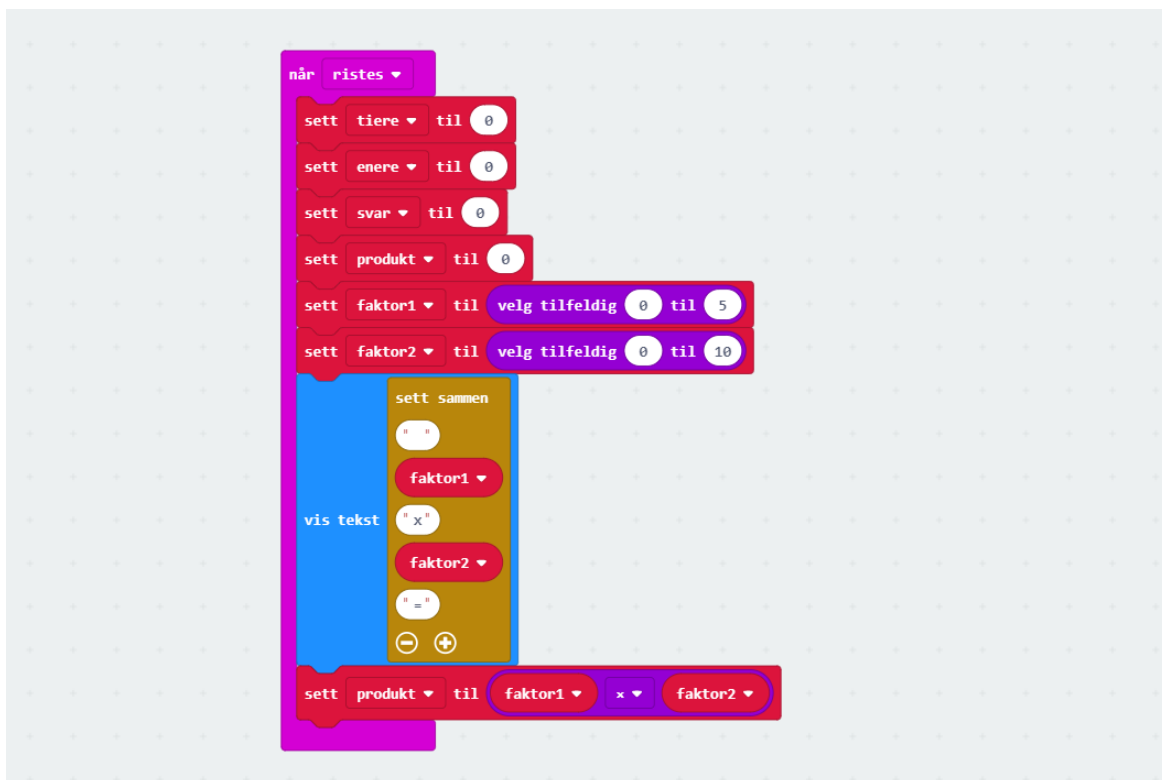 når ristes
sett tiere til 0
sett enere til 0
sett svar til 0
sett produkt til 0
sett faktor1 til velg tilfeldig 0 til 5
sett faktor2 til velg tilfeldig 0 til 10
sett sammen
" "
faktor1
vis tekst "x"
faktor2
"="
sett produkt til faktor1 x faktor2